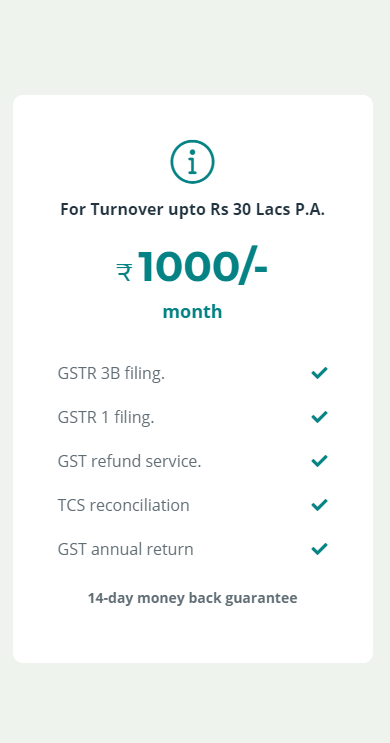 For Turnover upto Rs 30 Lacs P.A.
₹ 1000/-
month
GSTR 3B filing.
GSTR 1 filing.
GST refund service.
TCS reconciliation
GST annual return
14-day money back guarantee